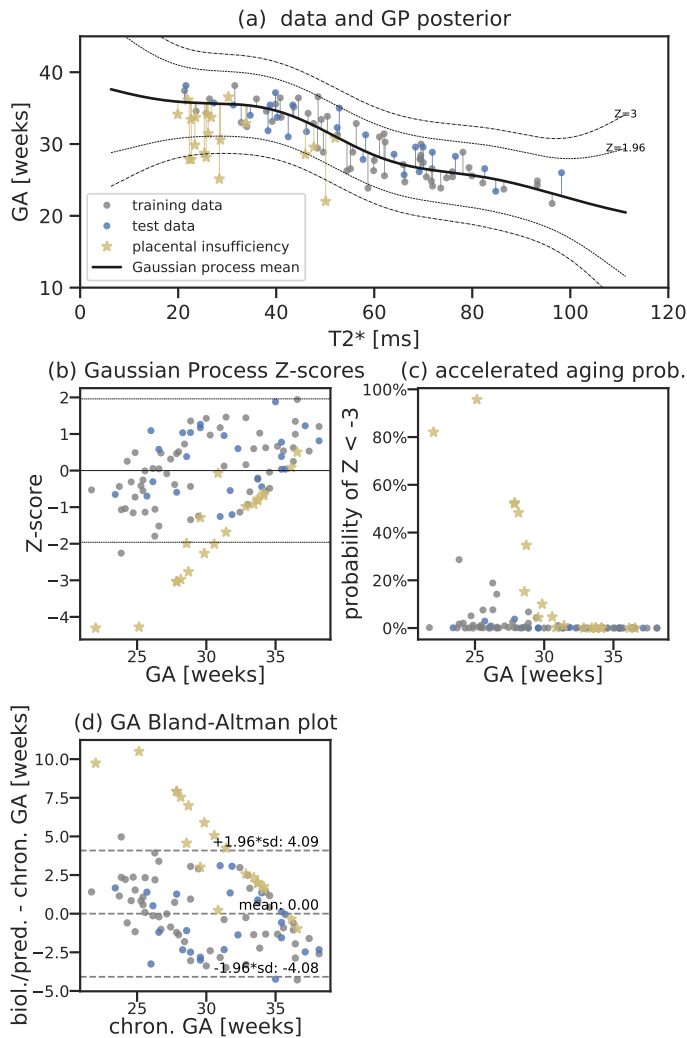 (a)  data and GP posterior
GA [weeks]
40
30
20
10
Z=3
Z=1.96
training data
test data
placental insufficiency
Gaussian process mean
0
20
40
60
80
100
120
T2* [ms]
(b) Gaussian Process Z-scores
Z-score
2
1
0
−1
−2
−3
−4
25
30
35
GA [weeks]
(c) accelerated aging prob.
probability of Z < -3
100%
80%
60%
40%
20%
0%
25
30
35
GA [weeks]
(d) GA Bland-Altman plot
biol./pred. - chron. GA [weeks]
10.0
7.5
5.0
2.5
0.0
−2.5
−5.0
+1.96*sd: 4.09
mean: 0.00
-1.96*sd: -4.08
25
30
35
chron. GA [weeks]